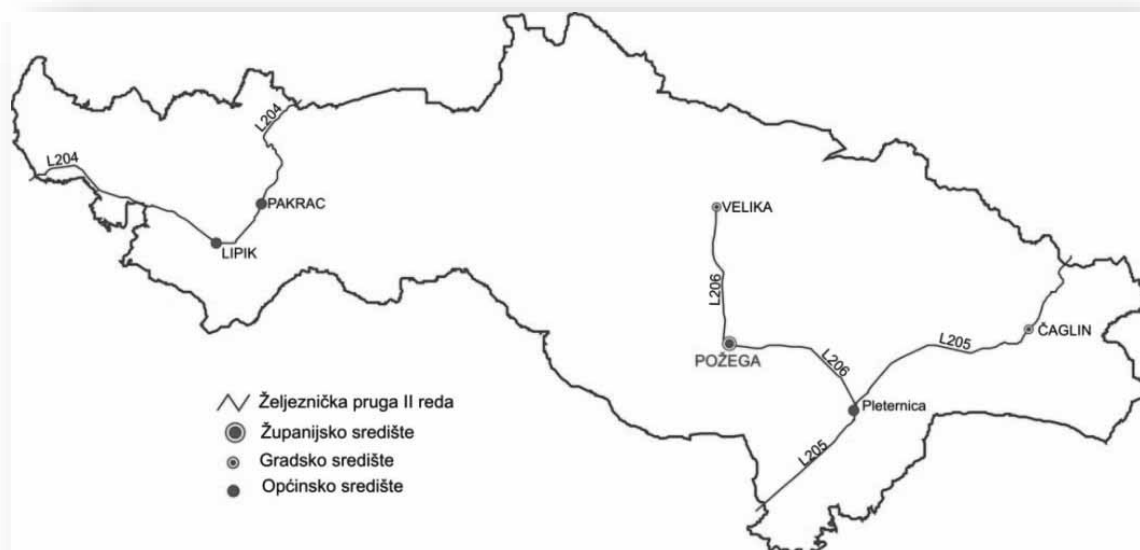 L204
L204
PAKRAC
LIPIK
VELIKA
L206
POŽEGA
L206
L205
ČAGLIN
Pleternica
L205
Željeznička pruga II reda
Županijsko središte
Gradsko središte
Općinsko središte